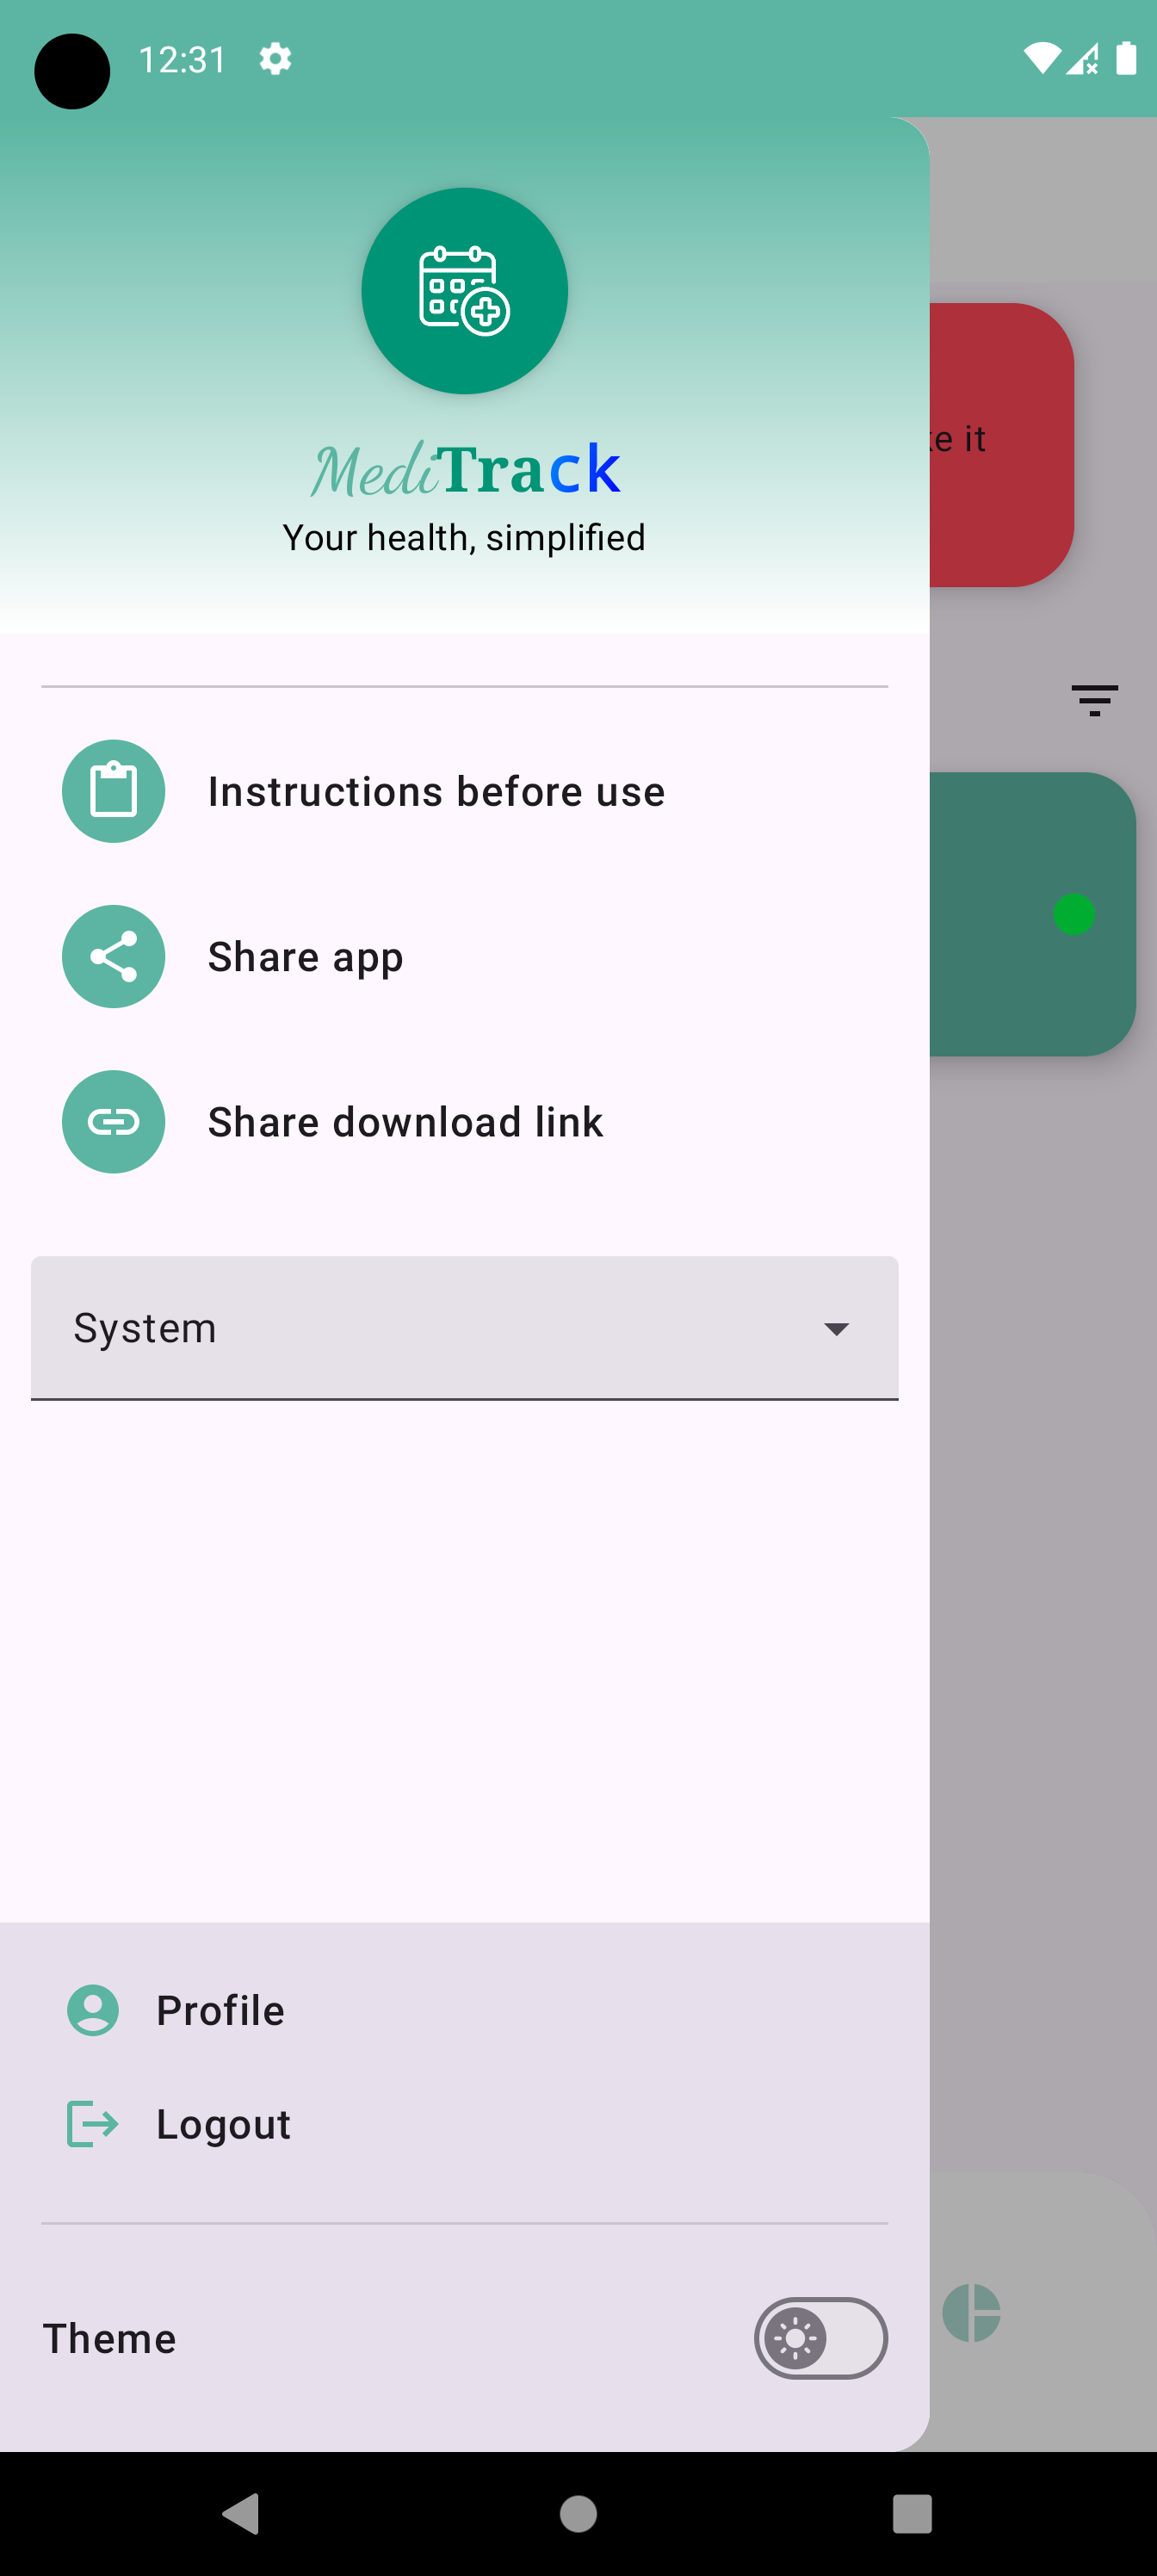 12:31
MediTrack
Your health, simplified
it
Instructions before use
Share app
Share download link
System
Profile
Logout
Theme